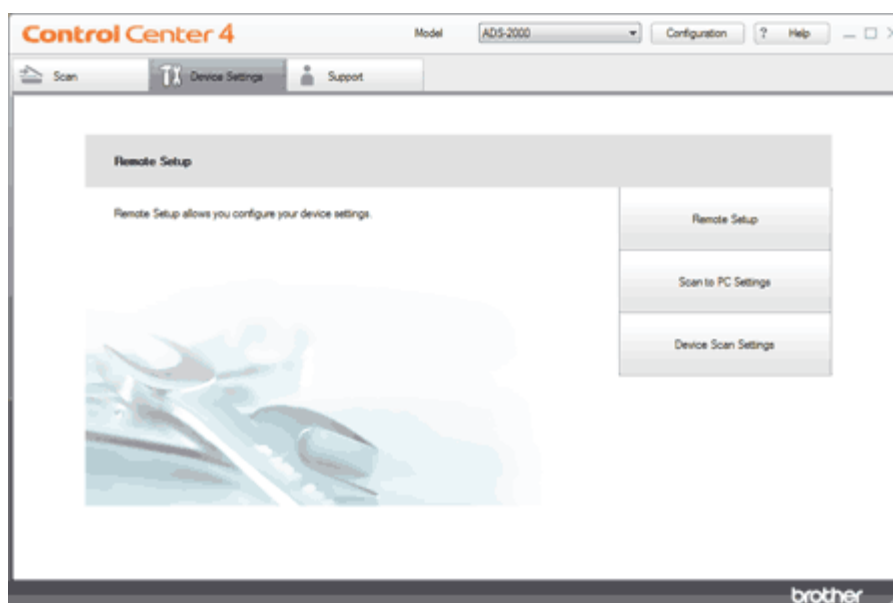 Control Center 4 Model ADS-2000 Configuration ? Help
Scan Device Settings Support
Remote Setup
Remote Setup allows you configure your device settings.
Remote Setup
Scan to PC Settings
Device Scan Settings
brother